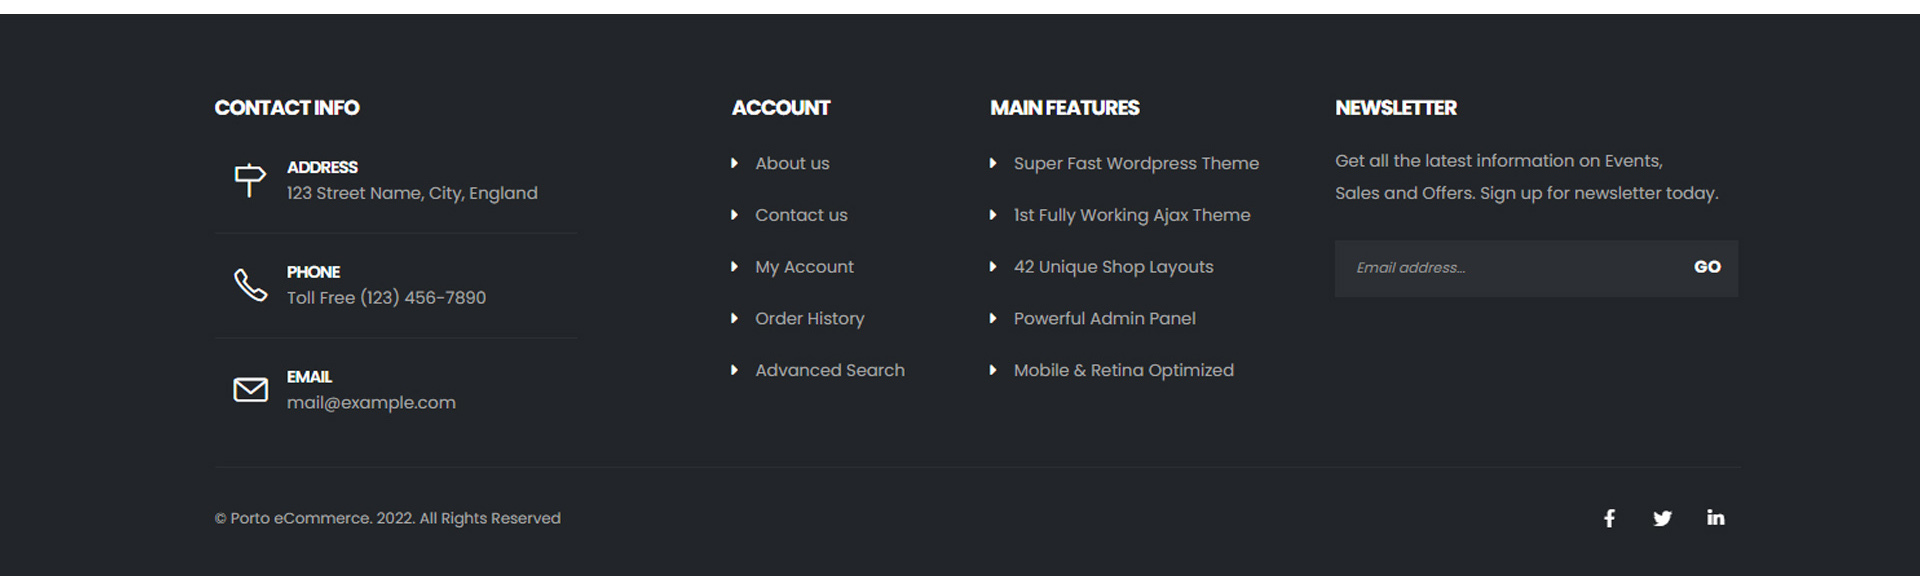 CONTACT INFO
ADDRESS
123 Street Name, City, England
PHONE
Toll Free (123) 456-7890
EMAIL
mail@example.com
ACCOUNT
About us
Contact us
My Account
Order History
Advanced Search
MAIN FEATURES
Super Fast Wordpress Theme
1st Fully Working Ajax Theme
42 Unique Shop Layouts
Powerful Admin Panel
Mobile & Retina Optimized
NEWSLETTER
Get all the latest information on Events,
Sales and Offers. Sign up for newsletter today.
Email address...
GO
© Porto eCommerce. 2022. All Rights Reserved